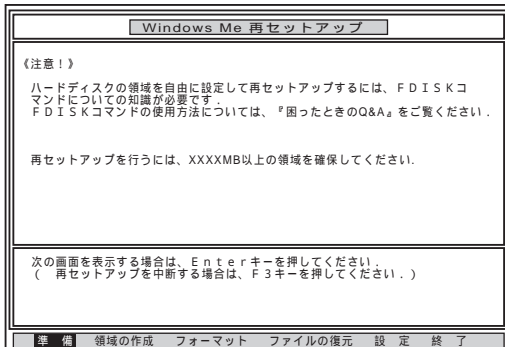 Windows Me 再セットアップ
《注意！》
ハードディスクの領域を自由に設定して再セットアップするには、ＦＤＩＳＫコ
マンドについての知識が必要です．
ＦＤＩＳＫコマンドの使用方法については、『困ったときのQ&A』をご覧ください．
再セットアップを行うには、XXXXMB以上の領域を確保してください.
次の画面を表示する場合は、Ｅｎｔｅｒキーを押してください．
（　再セットアップを中断する場合は、Ｆ３キーを押してください．）
準　備　領域の作成　フォーマット　ファイルの復元　設　定　終　了